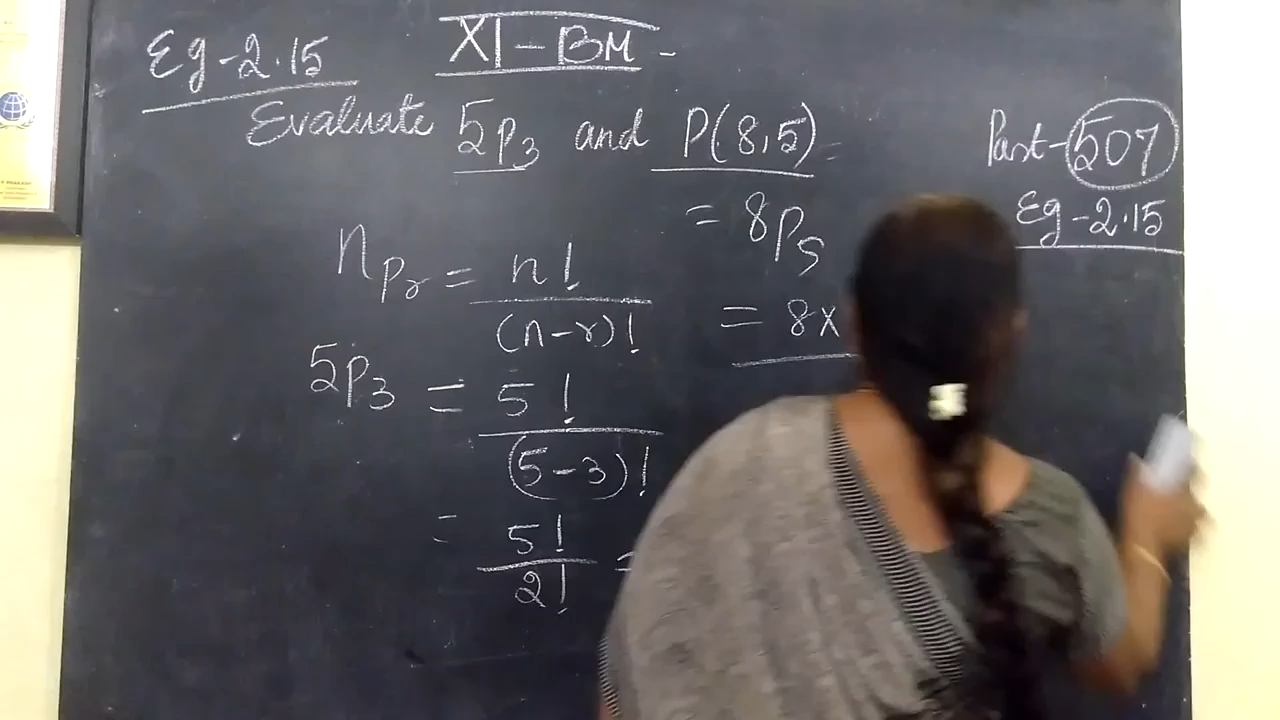 Eg-2.15
XI-BM-
Evaluate 5p3 and P(8,5)=
Part-507
Eg-2.15
= 8p5
= 8x
npr = n!
(n-r)!
5p3 = 5!
(5-3)!
= 5! =
2!